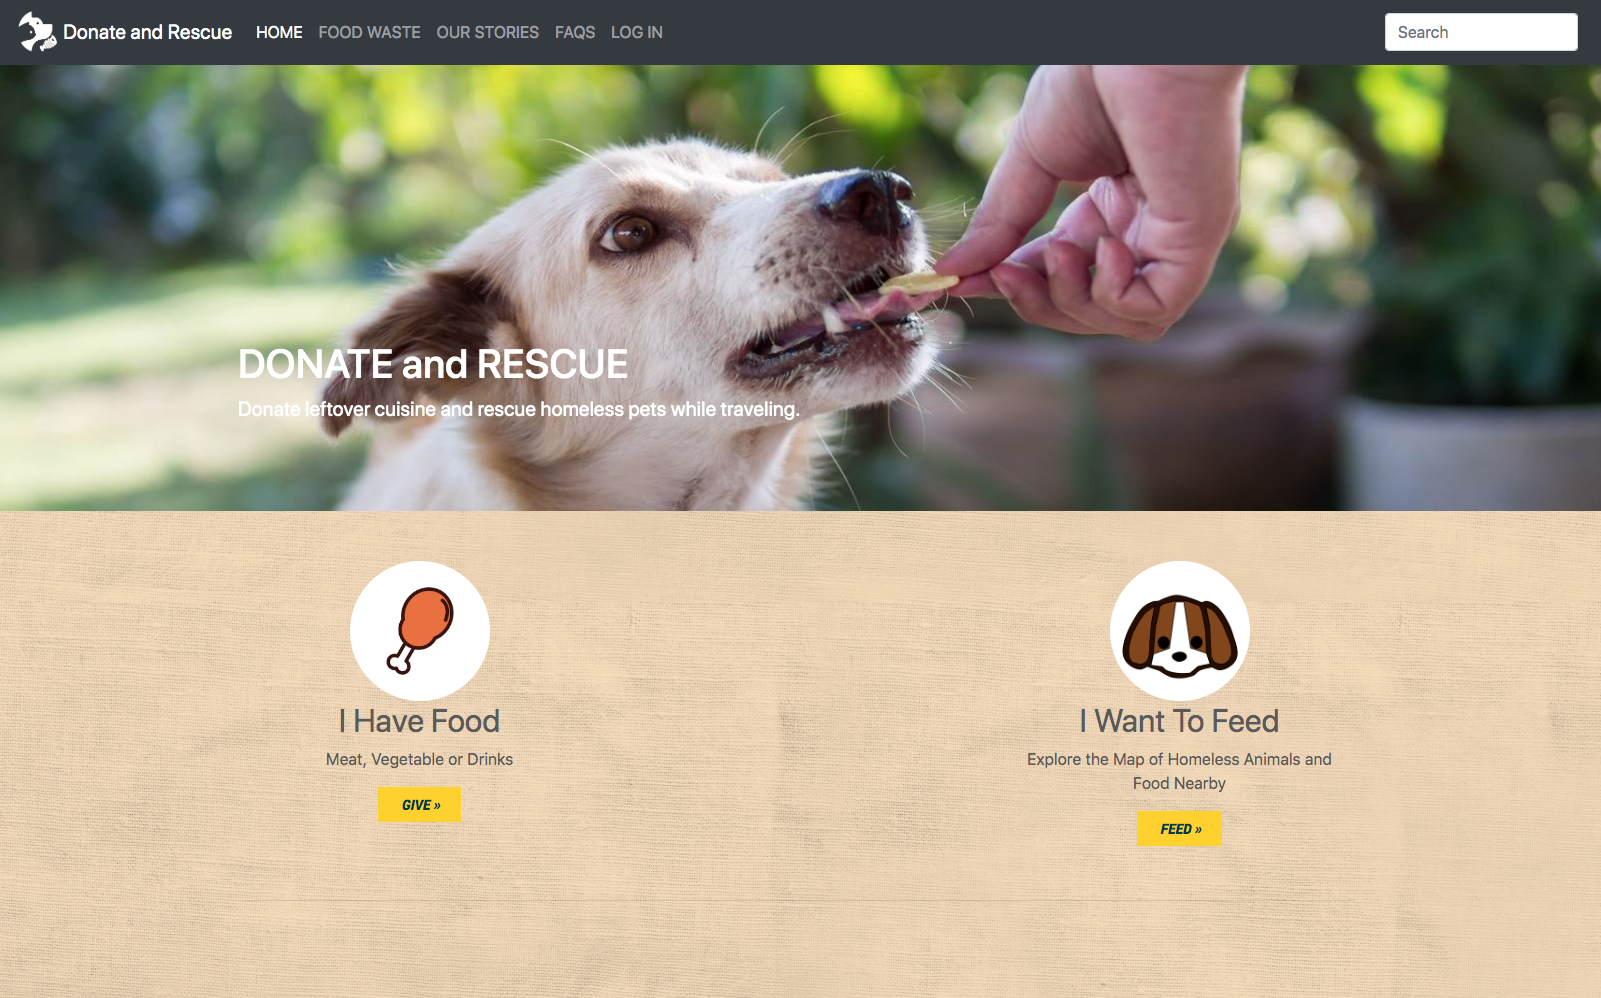 Donate and Rescue HOME FOOD WASTE OUR STORIES FAQS LOG IN Search
DONATE and RESCUE
Donate leftover cuisine and rescue homeless pets while traveling.
I Have Food
Meat, Vegetable or Drinks
GIVE »
I Want To Feed
Explore the Map of Homeless Animals and
Food Nearby
FEED »